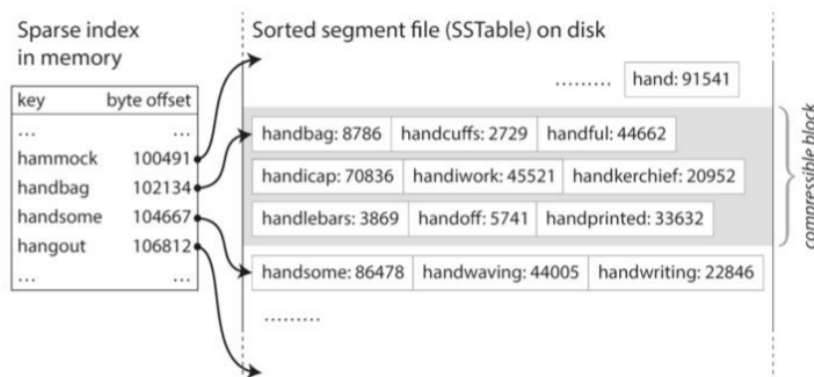 Sparse index
in memory
key byte offset
... ...
hammock 100491
handbag 102134
handsome 104667
hangout 106812
... ...
Sorted segment file (SSTable) on disk
......... hand: 91541
handbag: 8786 handcuffs: 2729 handful: 44662
handicap: 70836 handiwork: 45521 handkerchief: 20952
handlebars: 3869 handoff: 5741 handprinted: 33632
handsome: 86478 handwaving: 44005 handwriting: 22846
.........
compressible block